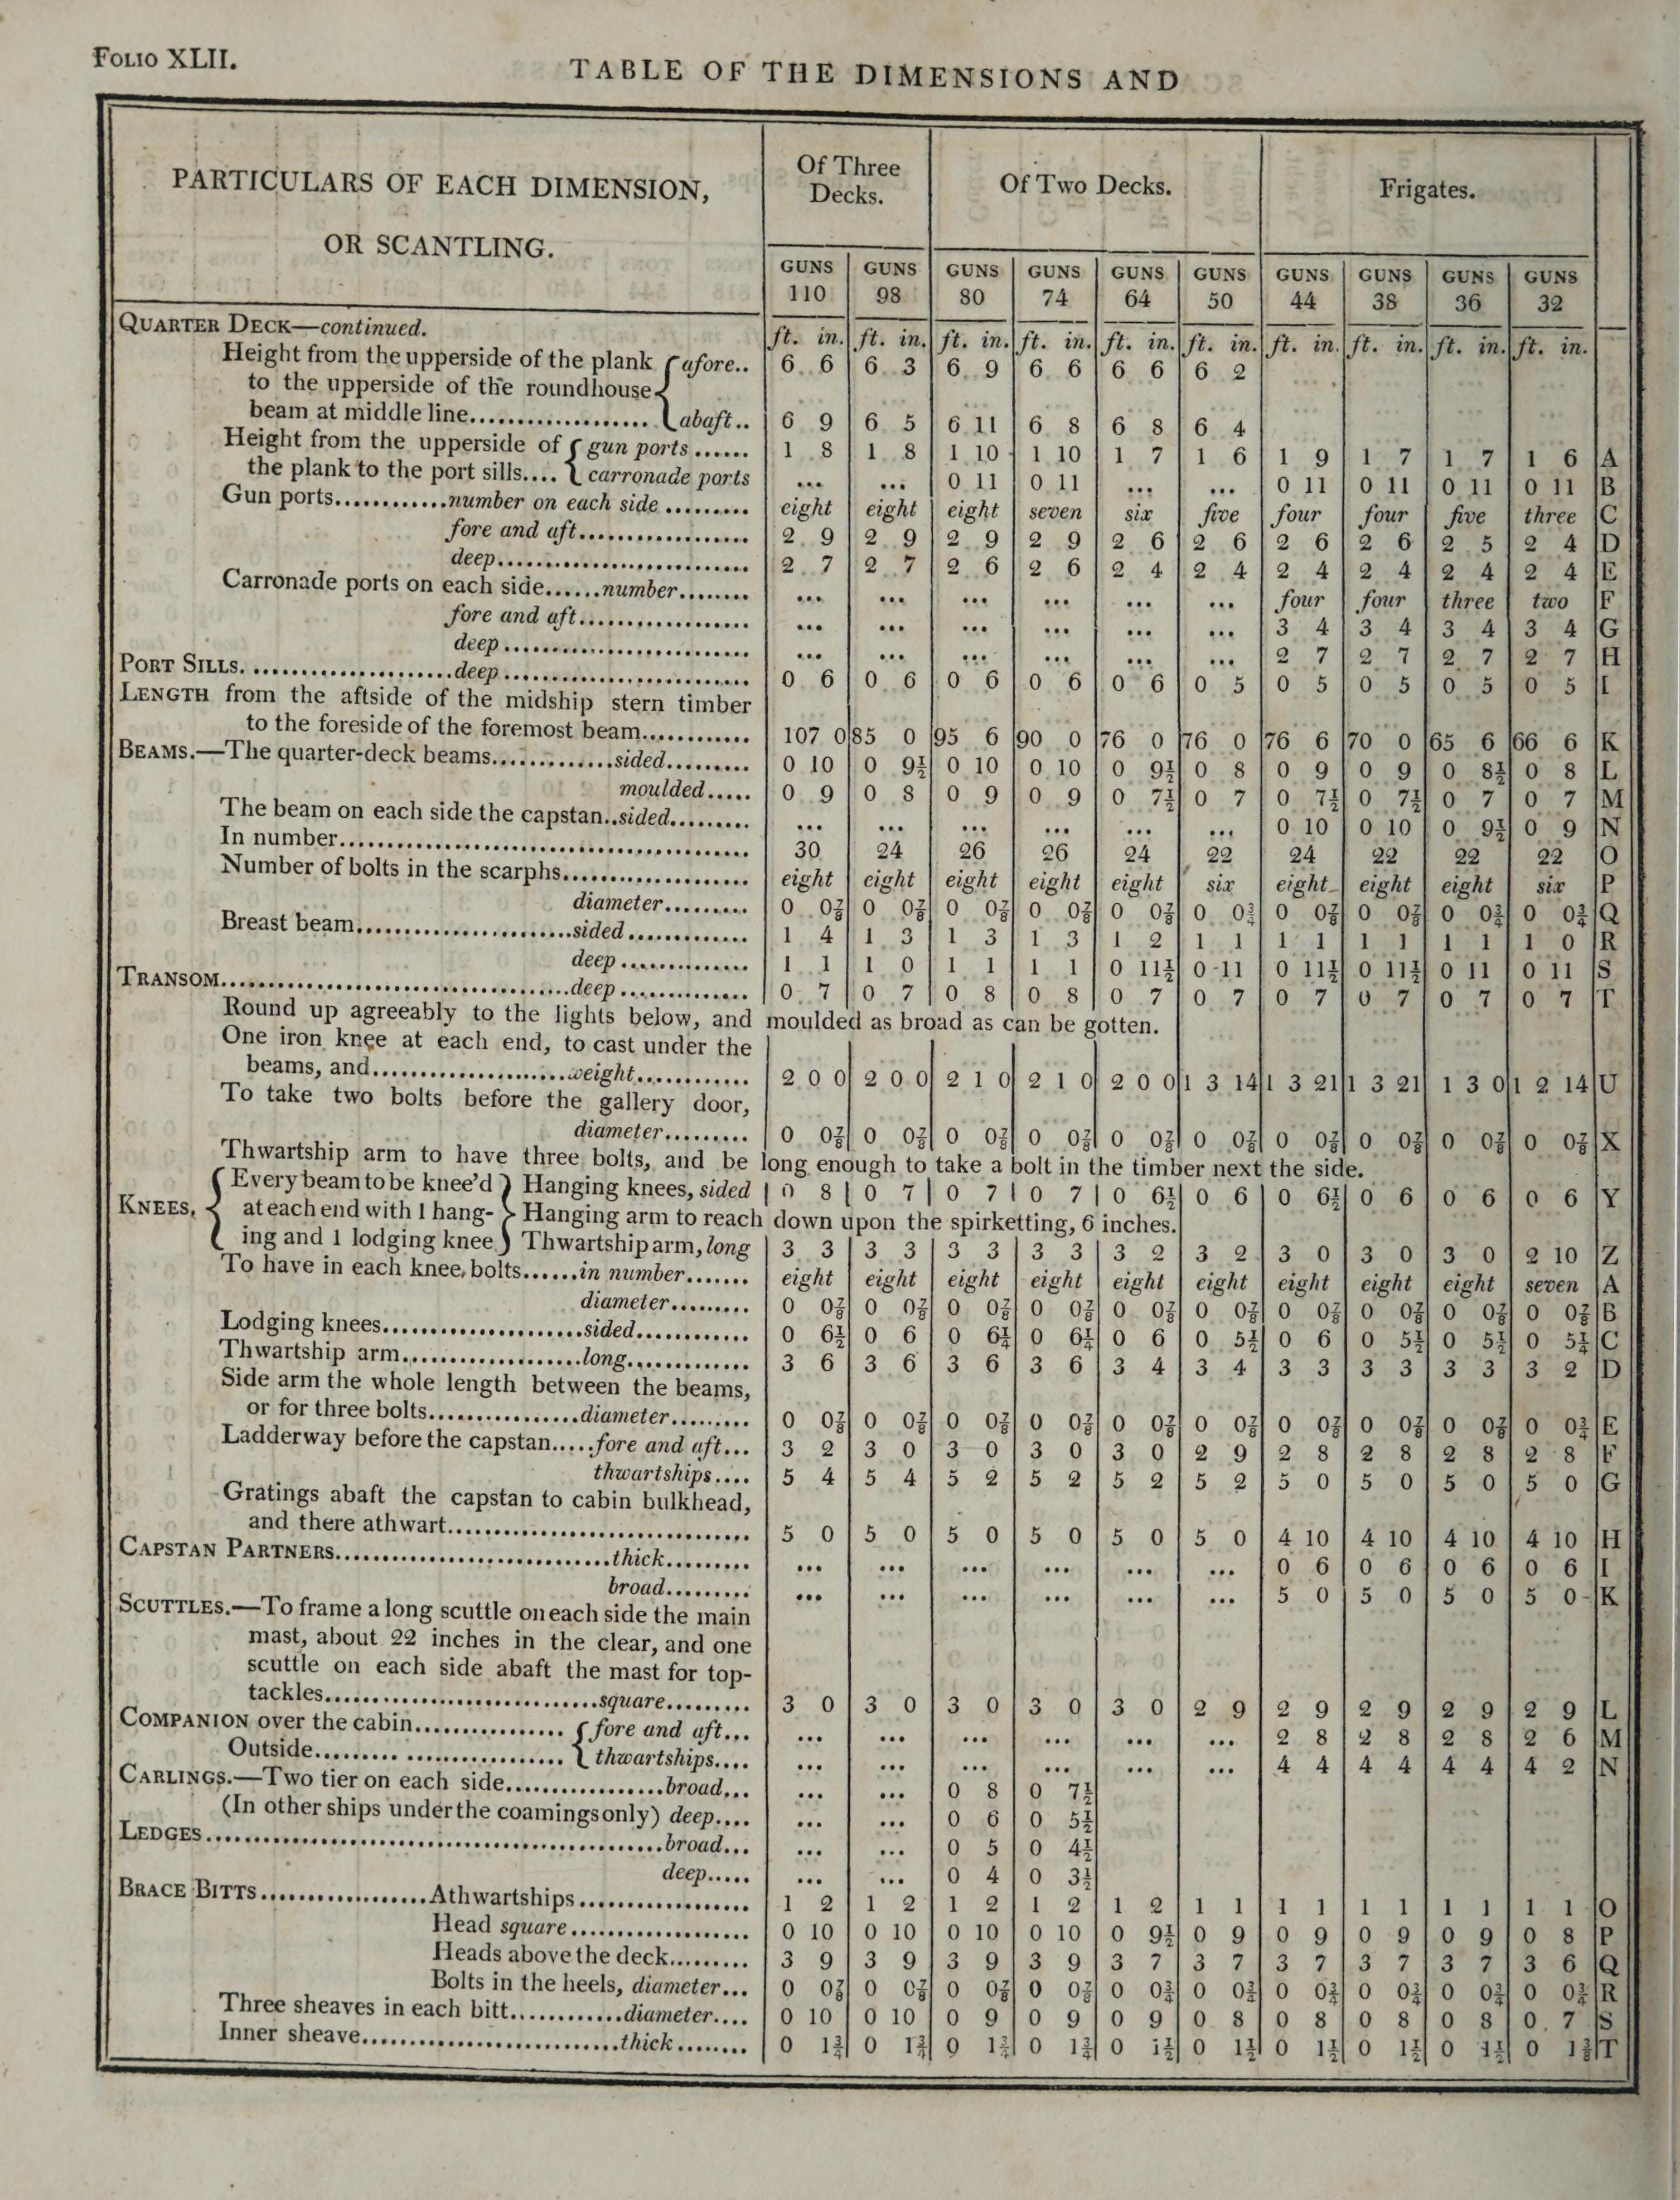 FOLIO XLII.
TABLE OF THE DIMENSIONS AND
PARTICULARS OF EACH DIMENSION,
OR SCANTLING.
Of Three Decks. Of Two Decks. Frigates.
GUNS 110 GUNS 98 GUNS 80 GUNS 74 GUNS 64 GUNS 50 GUNS 44 GUNS 38 GUNS 36 GUNS 32
QUARTER DECK—continued. ft. in. ft. in. ft. in. ft. in. ft. in. ft. in. ft. in. ft. in. ft. in. ft. in.
Height from the upperside of the plank { afore.. 6 6 6 3 6 9 6 6 6 6 6 2
to the upperside of the roundhouse
beam at middle line................... { abaft.. 6 9 6 5 6 11 6 8 6 8 6 4
Height from the upperside of { gun ports ...... 1 8 1 8 1 10 1 10 1 7 1 6 1 9 1 7 1 7 1 6 A
the plank to the port sills.... { carronade ports ... ... 0 11 0 11 ... ... 0 11 0 11 0 11 0 11 B
Gun ports............number on each side ......... eight eight eight seven six five four four five three C
fore and aft.................. 2 9 2 9 2 9 2 9 2 6 2 6 2 6 2 6 2 5 2 4 D
deep........................... 2 7 2 7 2 6 2 6 2 4 2 4 2 4 2 4 2 4 2 4 E
Carronade ports on each side......number........ ... ... ... ... ... ... four four three two F
fore and aft.................. ... ... ... ... ... ... 3 4 3 4 3 4 3 4 G
deep........................... ... ... ... ... ... ... 2 7 2 7 2 7 2 7 H
PORT SILLS. ......................deep........................... 0 6 0 6 0 6 0 6 0 6 0 5 0 5 0 5 0 5 0 5 I
LENGTH from the aftside of the midship stern timber
to the foreside of the foremost beam............ 107 0 85 0 95 6 90 0 76 0 76 0 76 6 70 0 65 6 66 6 K
BEAMS.—The quarter-deck beams.............sided......... 0 10 0 9½ 0 10 0 10 0 9½ 0 8 0 9 0 9 0 8½ 0 8 L
moulded..... 0 9 0 8 0 9 0 9 0 7½ 0 7 0 7½ 0 7½ 0 7 0 7 M
The beam on each side the capstan..sided......... ... ... ... ... ... ... 0 10 0 10 0 9½ 0 9 N
In number............................................. 30 24 26 26 24 22 24 22 22 22 O
Number of bolts in the scarphs.................... eight eight eight eight eight six eight eight eight six P
diameter......... 0 0⅞ 0 0⅞ 0 0⅞ 0 0⅞ 0 0⅞ 0 0¾ 0 0⅞ 0 0⅞ 0 0¾ 0 0¾ Q
Breast beam.......................sided............. 1 4 1 3 1 3 1 3 1 2 1 1 1 1 1 1 1 1 1 0 R
deep.............. 1 1 1 0 1 1 1 1 0 11½ 0 11 0 11½ 0 11½ 0 11 0 11 S
TRANSOM.....................................deep.............. 0 7 0 7 0 8 0 8 0 7 0 7 0 7 0 7 0 7 0 7 T
Round up agreeably to the lights below, and moulded as broad as can be gotten.
One iron knee at each end, to cast under the
beams, and.....................weight............ 2 0 0 2 0 0 2 1 0 2 1 0 2 0 0 1 3 14 1 3 21 1 3 21 1 3 0 1 2 14 U
To take two bolts before the gallery door,
diameter......... 0 0⅞ 0 0⅞ 0 0⅞ 0 0⅞ 0 0⅞ 0 0⅞ 0 0⅞ 0 0⅞ 0 0⅞ 0 0⅞ X
Thwartship arm to have three bolts, and be long enough to take a bolt in the timber next the side.
{ Every beam to be knee'd } Hanging knees, sided 0 8 0 7 0 7 0 7 0 6½ 0 6 0 6½ 0 6 0 6 0 6 Y
KNEES, { at each end with 1 hang- } Hanging arm to reach down upon the spirketting, 6 inches.
{ ing and 1 lodging knee } Thwartship arm, long 3 3 3 3 3 3 3 3 3 2 3 2 3 0 3 0 3 0 2 10 Z
To have in each knee, bolts......in number....... eight eight eight eight eight eight eight eight eight seven A
diameter......... 0 0⅞ 0 0⅞ 0 0⅞ 0 0⅞ 0 0⅞ 0 0⅞ 0 0⅞ 0 0⅞ 0 0⅞ 0 0⅞ B
Lodging knees.....................sided............ 0 6½ 0 6 0 6¼ 0 6¼ 0 6 0 5½ 0 6 0 5½ 0 5½ 0 5¼ C
Thwartship arm...................long.............. 3 6 3 6 3 6 3 6 3 4 3 4 3 3 3 3 3 3 3 2 D
Side arm the whole length between the beams,
or for three bolts................diameter......... 0 0⅞ 0 0⅞ 0 0⅞ 0 0⅞ 0 0⅞ 0 0⅞ 0 0⅞ 0 0⅞ 0 0⅞ 0 0¾ E
Ladderway before the capstan.....fore and aft... 3 2 3 0 3 0 3 0 3 0 2 9 2 8 2 8 2 8 2 8 F
thwartships.... 5 4 5 4 5 2 5 2 5 2 5 2 5 0 5 0 5 0 5 0 G
Gratings abaft the capstan to cabin bulkhead,
and there athwart................................ 5 0 5 0 5 0 5 0 5 0 5 0 4 10 4 10 4 10 4 10 H
CAPSTAN PARTNERS.............................thick......... ... ... ... ... ... ... 0 6 0 6 0 6 0 6 I
broad......... ... ... ... ... ... ... 5 0 5 0 5 0 5 0 K
SCUTTLES.—To frame a long scuttle on each side the main
mast, about 22 inches in the clear, and one
scuttle on each side abaft the mast for top-
tackles.............................square......... 3 0 3 0 3 0 3 0 3 0 2 9 2 9 2 9 2 9 2 9 L
COMPANION over the cabin................ { fore and aft... ... ... ... ... ... ... 2 8 2 8 2 8 2 6 M
Outside......... ................. { thwartships.... ... ... ... ... ... ... 4 4 4 4 4 4 4 2 N
CARLINGS.—Two tier on each side.................broad... ... ... 0 8 0 7½
(In other ships under the coamings only) deep.... ... ... 0 6 0 5½
LEDGES.................................................broad... ... ... 0 5 0 4½
deep..... ... ... 0 4 0 3½
BRACE BITTS..................Athwartships.................. 1 2 1 2 1 2 1 2 1 2 1 1 1 1 1 1 1 1 1 1 O
Head square................... 0 10 0 10 0 10 0 10 0 9½ 0 9 0 9 0 9 0 9 0 8 P
Heads above the deck......... 3 9 3 9 3 9 3 9 3 7 3 7 3 7 3 7 3 7 3 6 Q
Bolts in the heels, diameter... 0 0⅞ 0 0⅞ 0 0⅞ 0 0⅞ 0 0¾ 0 0¾ 0 0¾ 0 0¾ 0 0¾ 0 0¾ R
Three sheaves in each bitt............diameter.... 0 10 0 10 0 9 0 9 0 9 0 8 0 8 0 8 0 8 0 7 S
Inner sheave...........................thick........ 0 1¾ 0 1¾ 0 1¾ 0 1¾ 0 1½ 0 1½ 0 1½ 0 1½ 0 1½ 0 1⅜ T